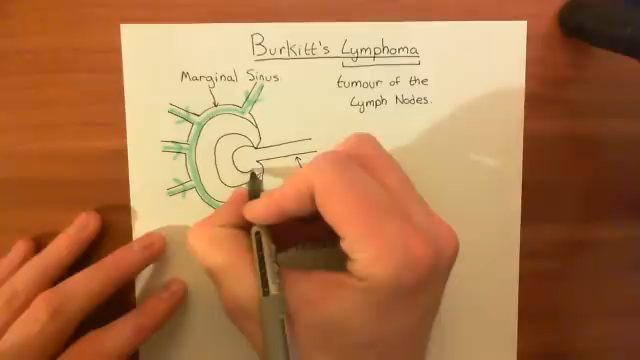 Burkitt's Lymphoma
Marginal Sinus
tumour of the
Lymph Nodes.